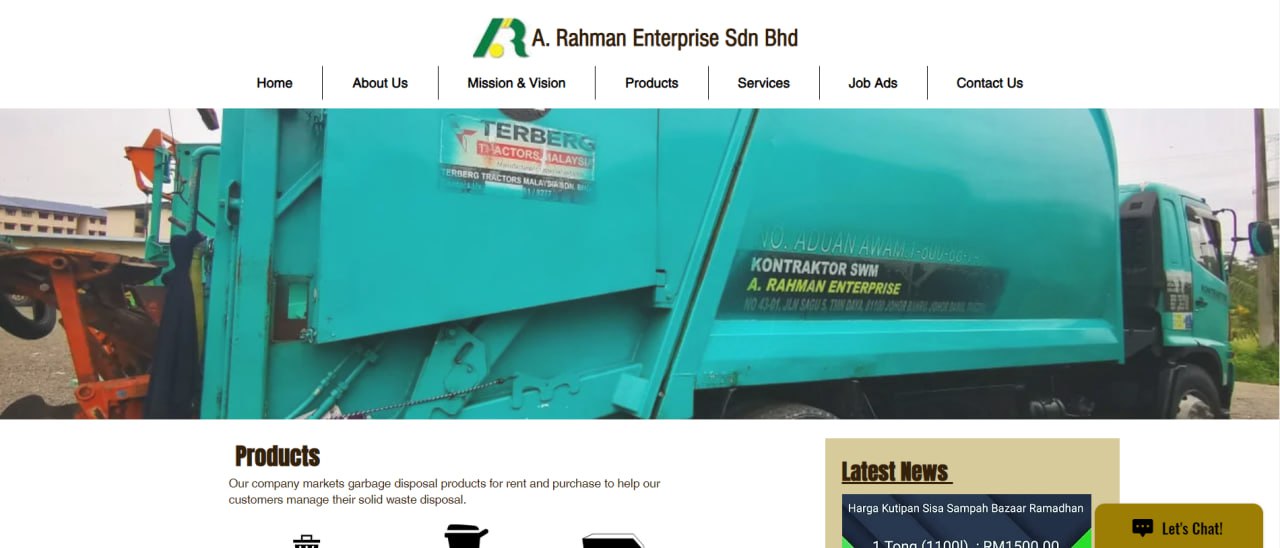 A. Rahman Enterprise Sdn Bhd
Home
About Us
Mission & Vision
Products
Services
Job Ads
Contact Us
TERBERG
TRACTORS MALAYSIA
TERBERG TRACTORS MALAYSIA SDN. BHD
NO. ADUAN AWAM 1-800-88-
KONTRAKTOR SWM
A. RAHMAN ENTERPRISE
NO 43-01, JLN SAGU 5, TMN DAYA, 81100 JOHOR BAHRU, JOHOR
Products
Our company markets garbage disposal products for rent and purchase to help our
customers manage their solid waste disposal.
Latest News
Harga Kutipan Sisa Sampah Bazaar Ramadhan
1 Tong (1100l) : RM1500.00
Let's Chat!